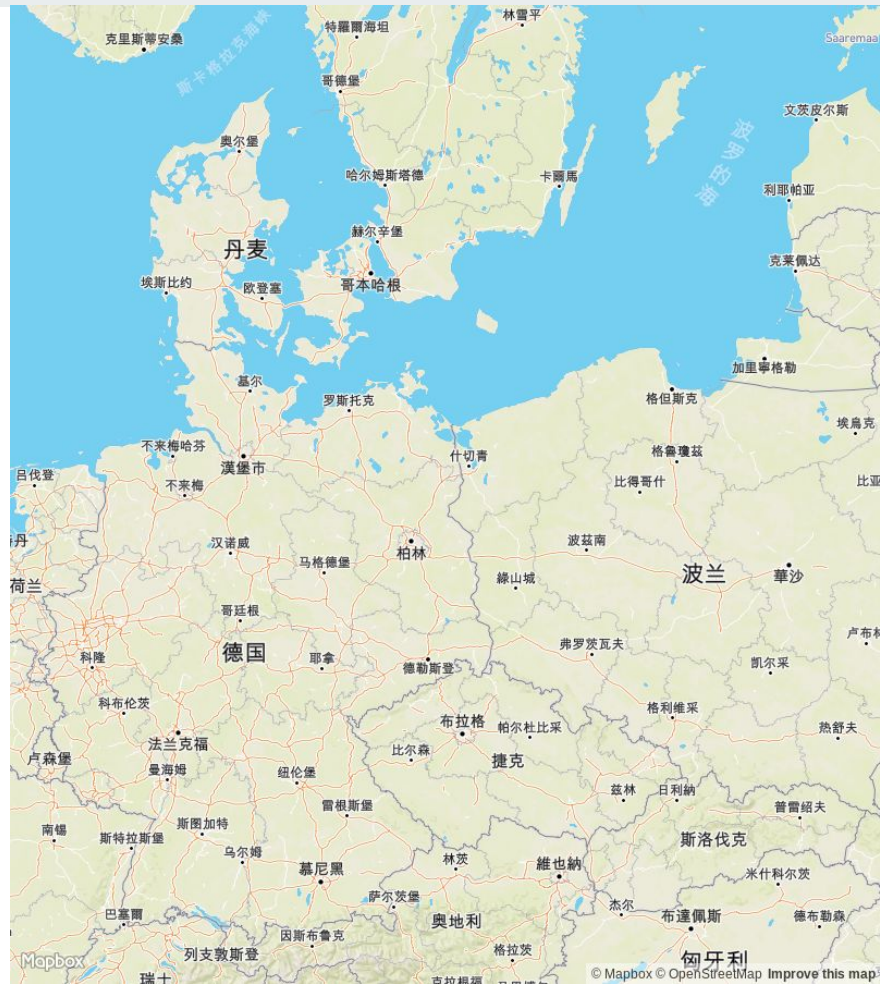 林雪平
特羅爾海坦
克里斯蒂安桑
斯卡格拉克海峡
Saaremaa
哥德堡
文茨皮尔斯
波罗的海
奥尔堡
哈尔姆斯塔德
卡爾馬
利耶帕亚
赫尔辛堡
丹麦
克莱佩达
埃斯比约
欧登塞
哥本哈根
加里寧格勒
基尔
罗斯托克
格但斯克
埃烏克
不来梅哈芬
什切青
格鲁瓊兹
漢堡市
吕伐登
不来梅
比得哥什
汉诺威
柏林
波茲南
马格德堡
綠山城
波兰
華沙
荷兰
哥廷根
弗罗茨瓦夫
德国
科隆
耶拿
德勒斯登
凯尔采
科布伦茨
格利维采
布拉格
帕尔杜比采
热舒夫
法兰克福
比尔森
捷克
卢森堡
曼海姆
纽伦堡
兹林
日利納
雷根斯堡
普雷绍夫
南锡
斯特拉斯堡
斯图加特
斯洛伐克
乌尔姆
林茨
慕尼黑
維也納
米什科尔茨
萨尔茨堡
杰尔
巴塞爾
奥地利
布達佩斯
德布勒森
因斯布鲁克
列支敦斯登
格拉茨
匈牙利
瑞士
Mapbox
© Mapbox © OpenStreetMap Improve this map